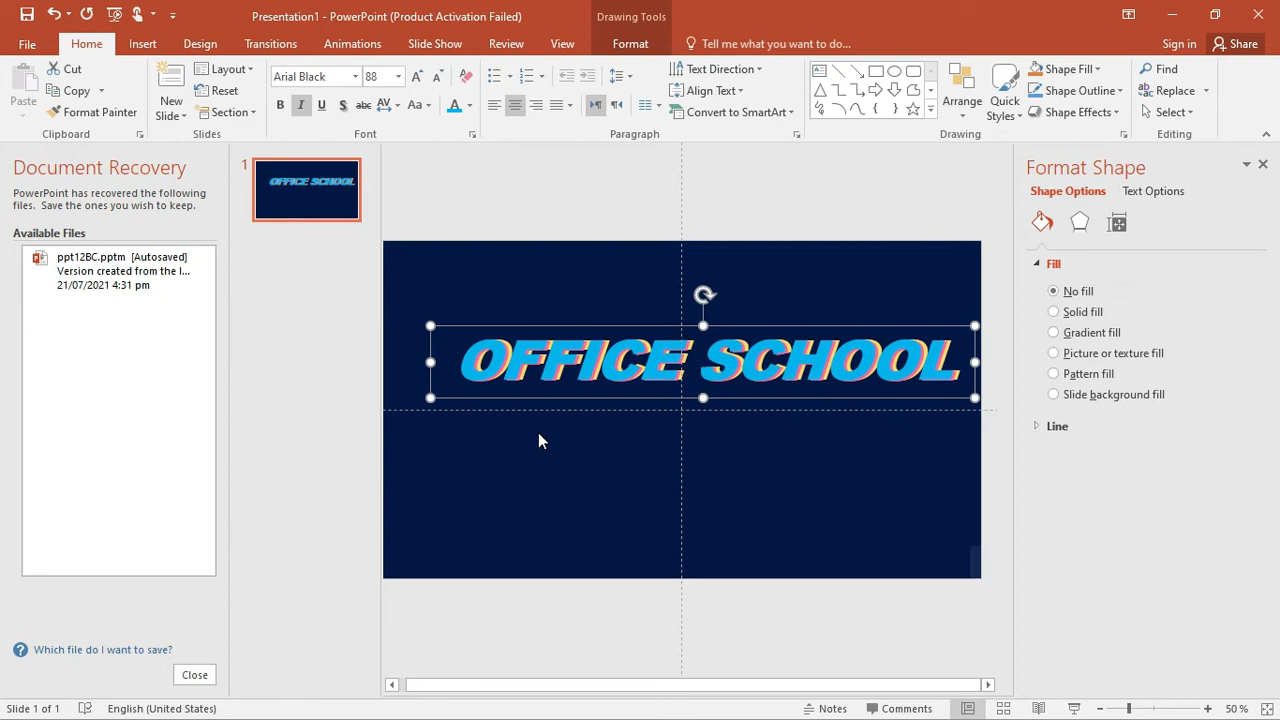 Presentation1 - PowerPoint (Product Activation Failed)
Drawing Tools
File Home Insert Design Transitions Animations Slide Show Review View Format Tell me what you want to do... Sign in Share
Paste
Cut
Copy
Format Painter
Clipboard
New Slide
Layout
Reset
Section
Slides
Arial Black 88
B I U S abc AV Aa A
Font
Text Direction
Align Text
Convert to SmartArt
Paragraph
Arrange
Quick Styles
Shape Fill
Shape Outline
Shape Effects
Drawing
Find
Replace
Select
Editing
Document Recovery
PowerPoint has recovered the following
files. Save the ones you wish to keep.
Available Files
ppt12BC.pptm [Autosaved]
Version created from the l...
21/07/2021 4:31 pm
Which file do I want to save?
Close
1
OFFICE SCHOOL
OFFICE SCHOOL
Format Shape
Shape Options Text Options
Fill
No fill
Solid fill
Gradient fill
Picture or texture fill
Pattern fill
Slide background fill
Line
Slide 1 of 1 English (United States) Notes Comments 50 %